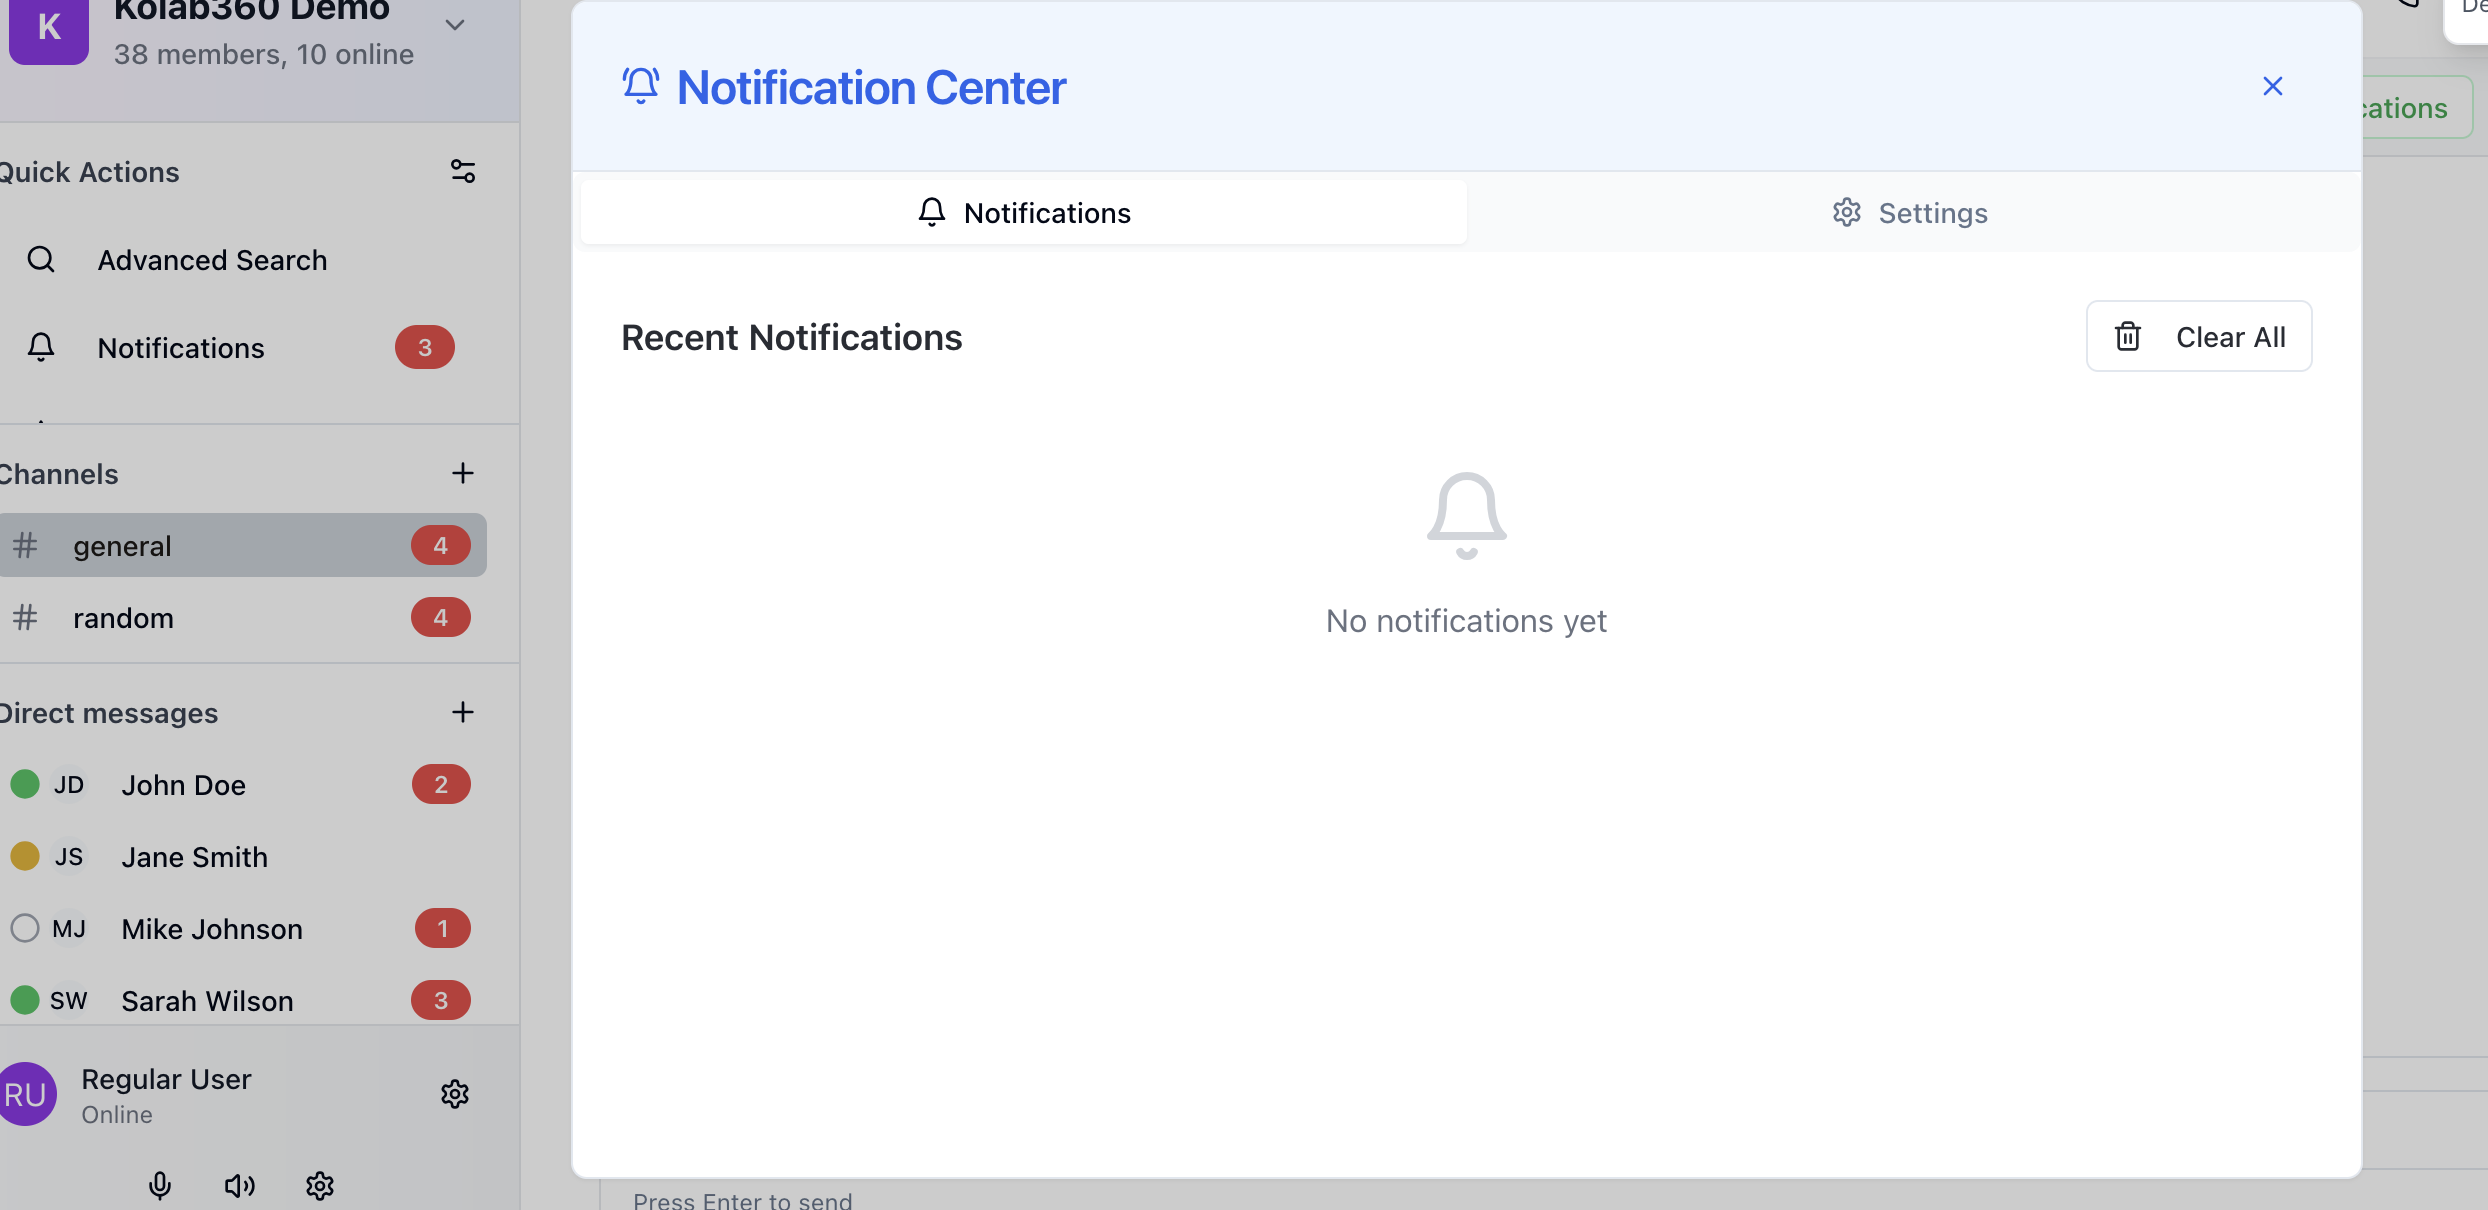 K
Kolab360 Demo
38 members, 10 online
Quick Actions
Advanced Search
Notifications 3
Channels
general 4
random 4
Direct messages
JD John Doe 2
JS Jane Smith
MJ Mike Johnson 1
SW Sarah Wilson 3
RU Regular User
Online
Notification Center
Notifications
Settings
Recent Notifications
Clear All
No notifications yet
Press Enter to send